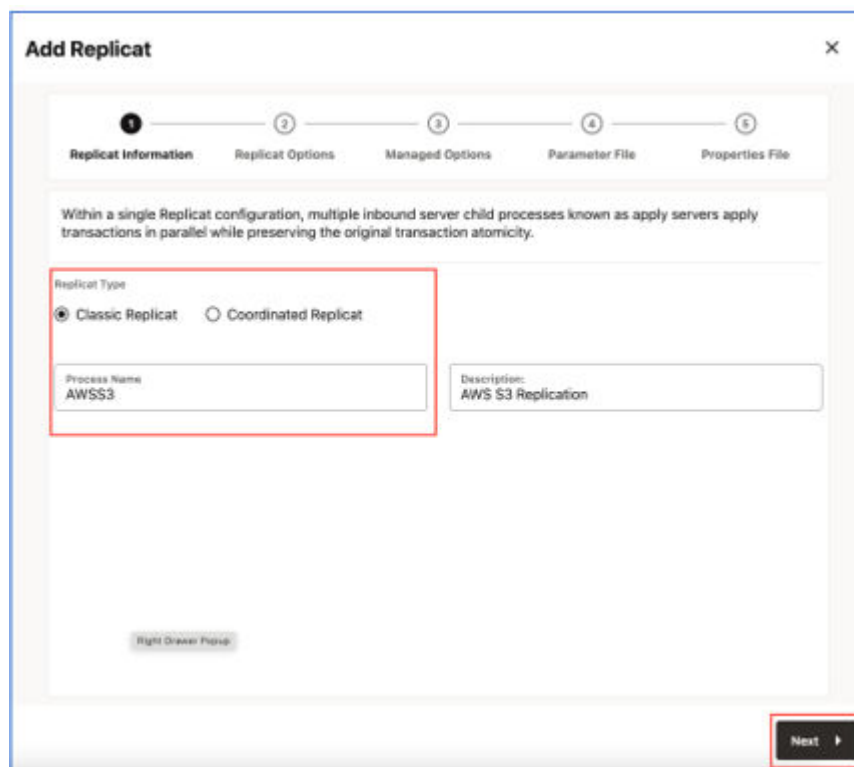 Add Replicat
1 2 3 4 5
Replicat Information Replicat Options Managed Options Parameter File Properties File
Within a single Replicat configuration, multiple inbound server child processes known as apply servers apply
transactions in parallel while preserving the original transaction atomicity.
Replicat Type
Classic Replicat Coordinated Replicat
Process Name Description:
AWSS3 AWS S3 Replication
Right Drawer Popup
Next